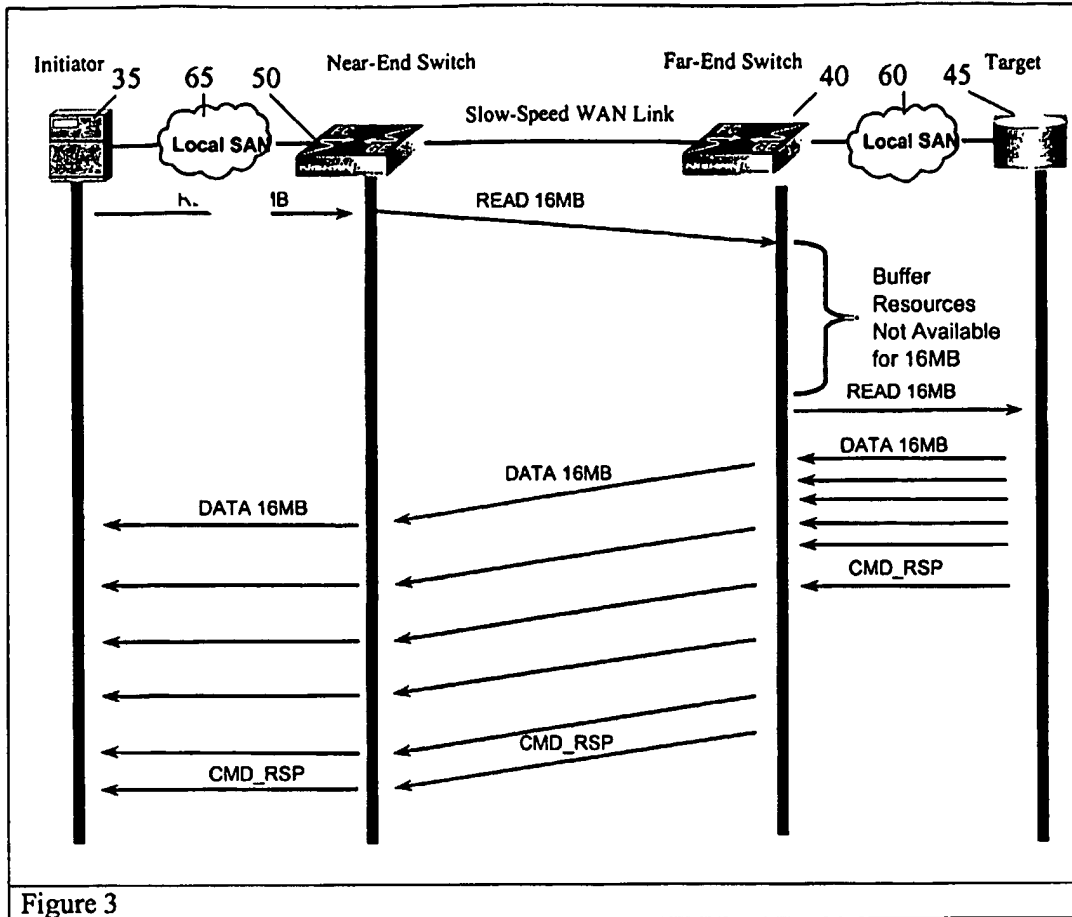 Initiator
35
65
50
Near-End Switch
Far-End Switch
40
60
45
Target
Local SAN
Slow-Speed WAN Link
Local SAN
READ 16MB
Buffer
Resources
Not Available
for 16MB
READ 16MB
DATA 16MB
DATA 16MB
DATA 16MB
CMD_RSP
CMD_RSP
CMD_RSP
Figure 3